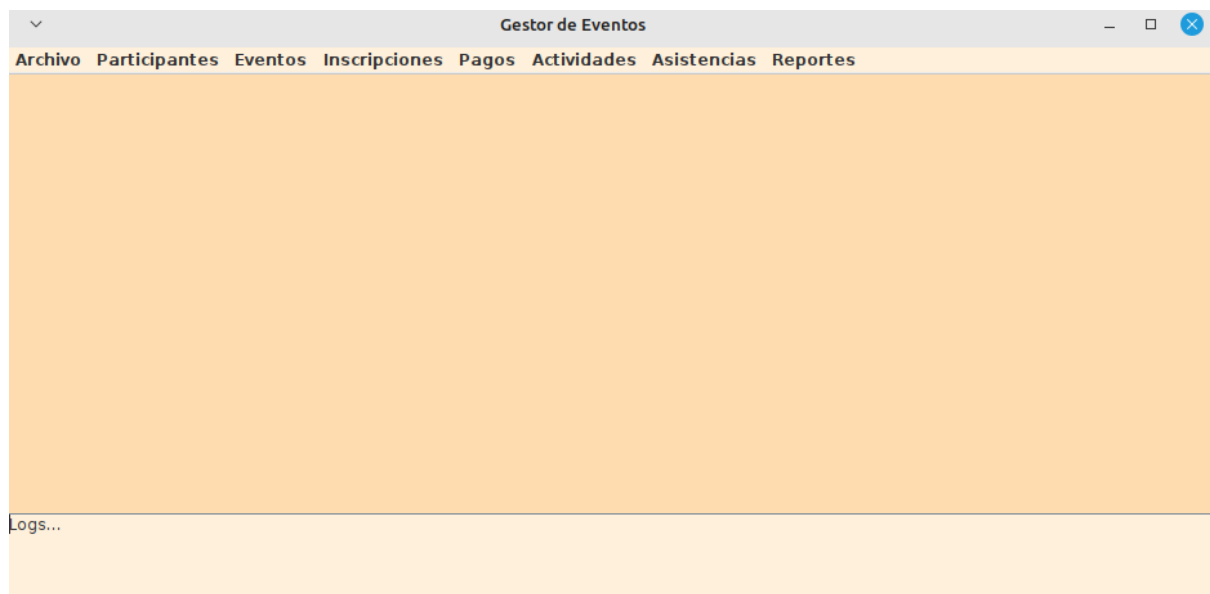 Gestor de Eventos
Archivo Participantes Eventos Inscripciones Pagos Actividades Asistencias Reportes
Logs...